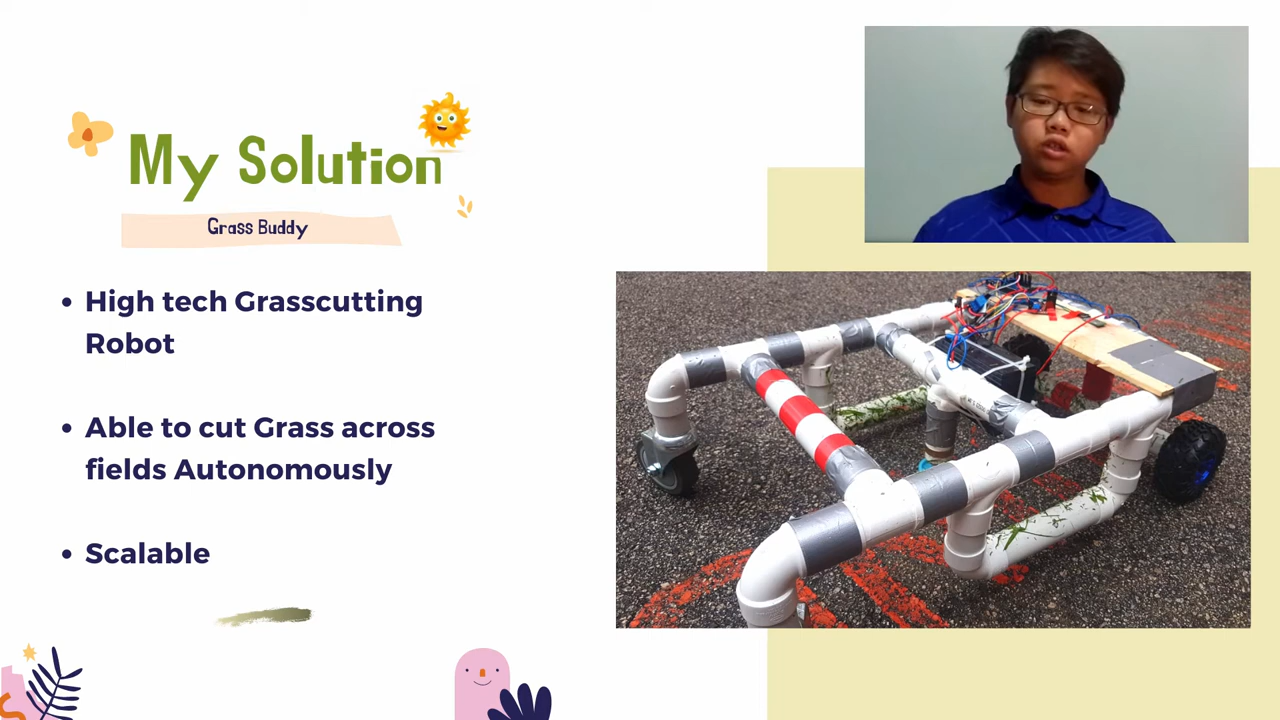 My Solution
Grass Buddy
High tech Grasscutting
Robot
Able to cut Grass across
fields Autonomously
Scalable